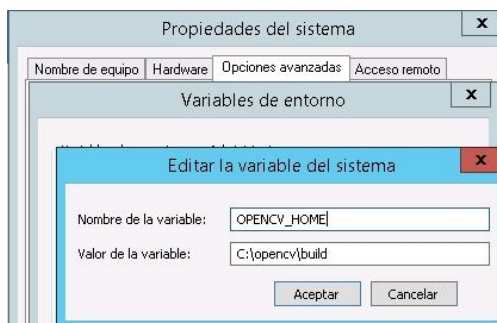 Propiedades del sistema
x
Nombre de equipo Hardware Opciones avanzadas Acceso remoto
Variables de entorno
x
Editar la variable del sistema
x
Nombre de la variable: OPENCV_HOME
Valor de la variable: C:\opencv\build
Aceptar Cancelar